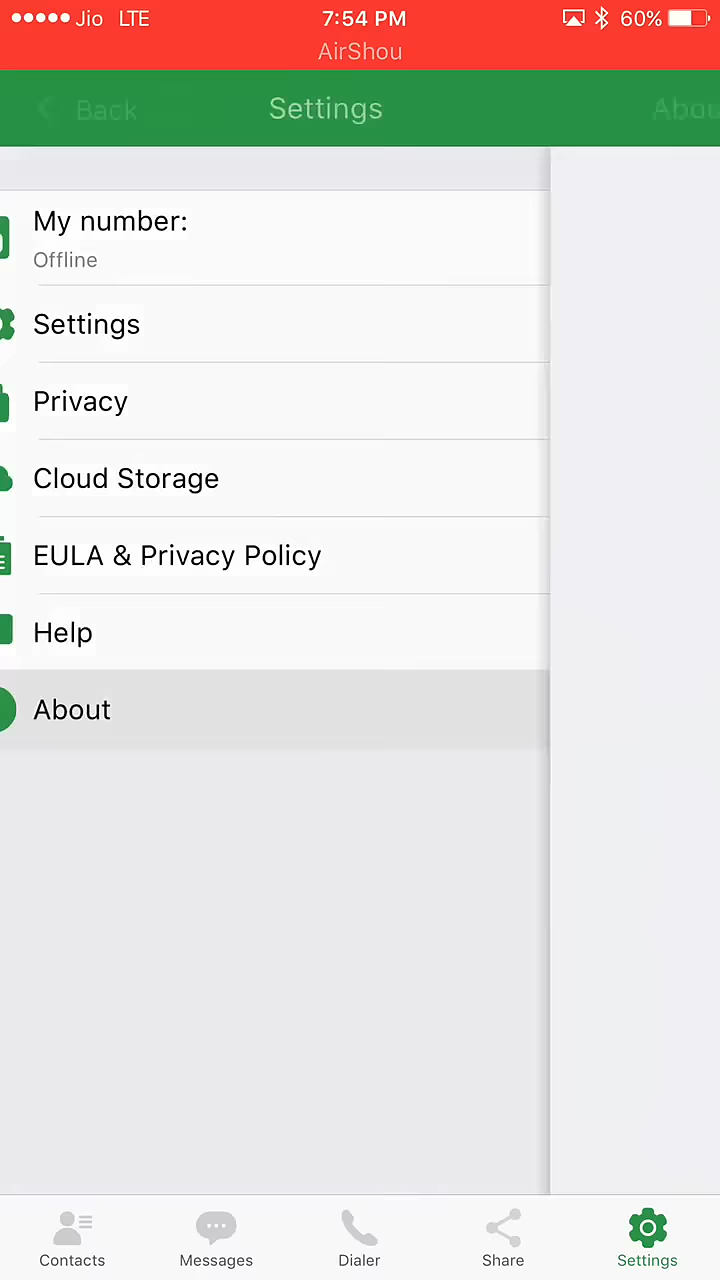 Jio LTE 7:54 PM 60%
AirShou
Back Settings Abou
My number:
Offline
Settings
Privacy
Cloud Storage
EULA & Privacy Policy
Help
About
Contacts Messages Dialer Share Settings